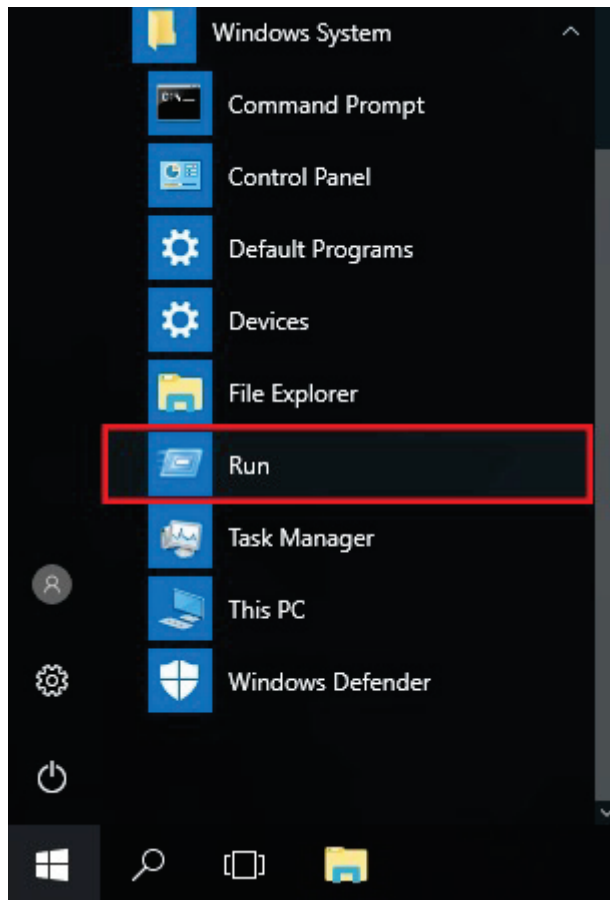 Windows System
Command Prompt
Control Panel
Default Programs
Devices
File Explorer
Run
Task Manager
This PC
Windows Defender